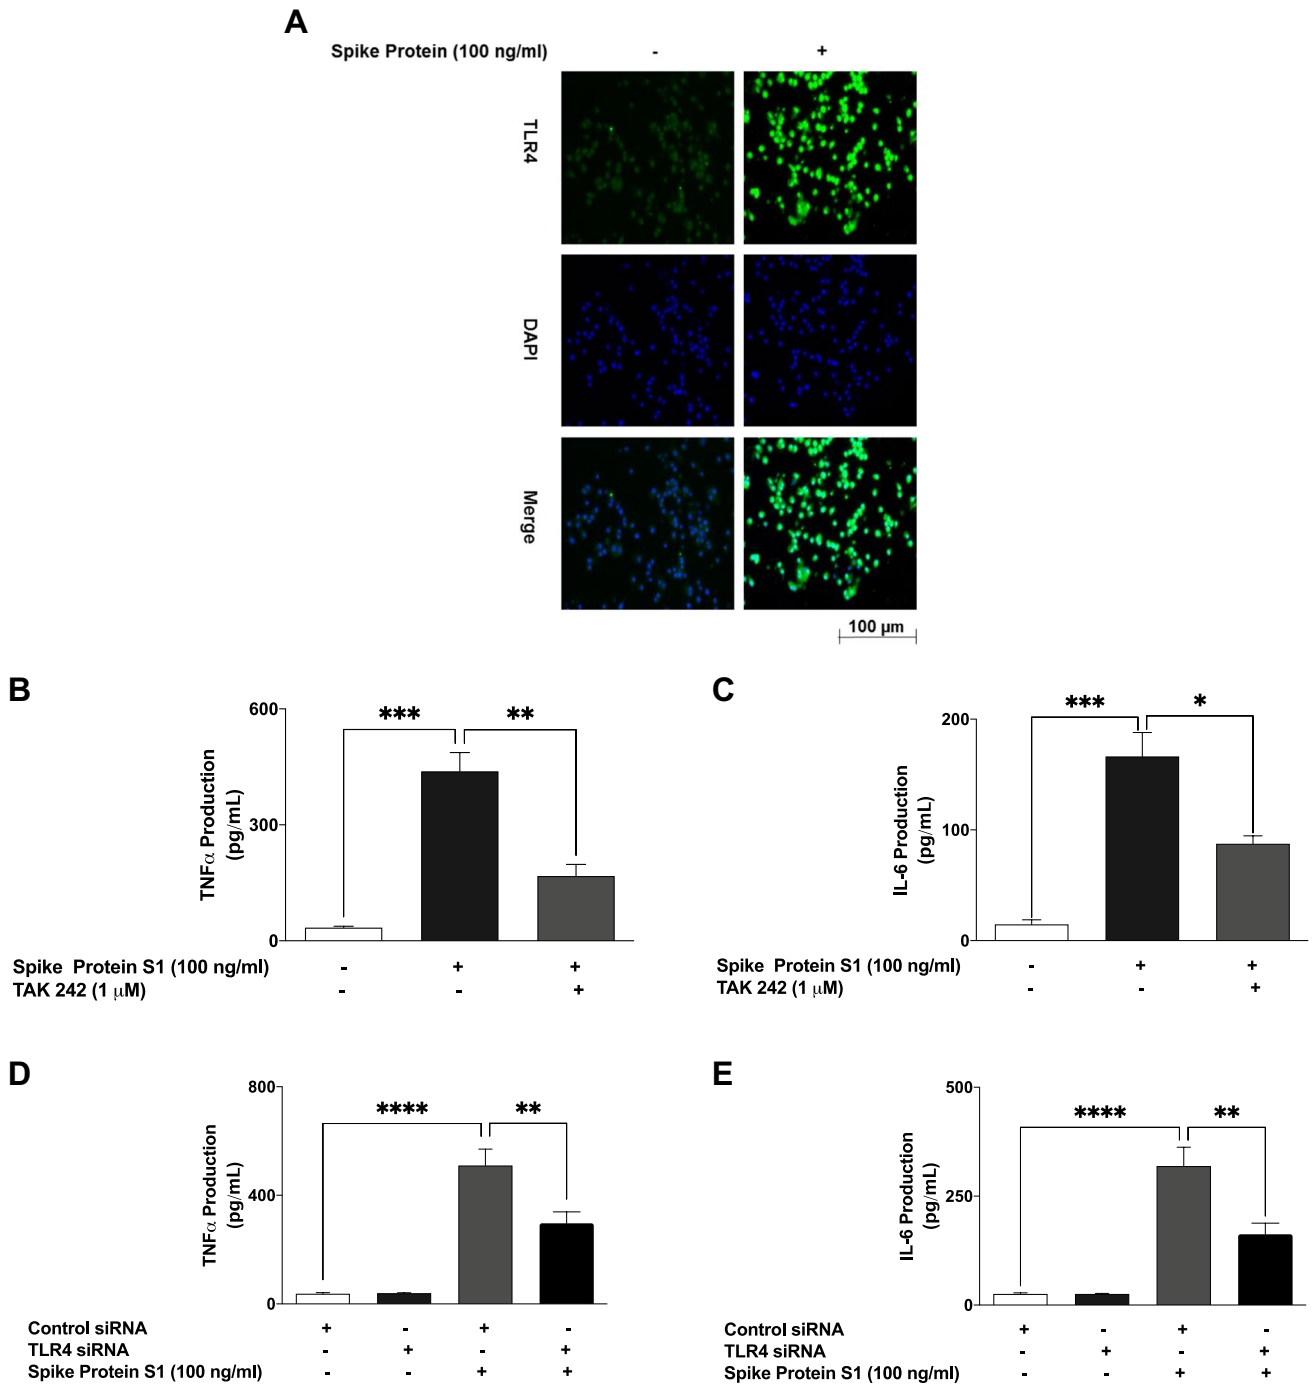 A
Spike Protein (100 ng/ml) - +
TLR4
DAPI
Merge
100 µm
B
TNFα Production
(pg/mL)
600
300
0
*** **
Spike Protein S1 (100 ng/ml) - + +
TAK 242 (1 µM) - - +
C
IL-6 Production
(pg/mL)
200
100
0
*** *
Spike Protein S1 (100 ng/ml) - + +
TAK 242 (1 µM) - - +
D
TNFα Production
(pg/mL)
800
400
0
**** **
Control siRNA + - + -
TLR4 siRNA - + - +
Spike Protein S1 (100 ng/ml) - - + +
E
IL-6 Production
(pg/mL)
500
250
0
**** **
Control siRNA + - + -
TLR4 siRNA - + - +
Spike Protein S1 (100 ng/ml) - - + +